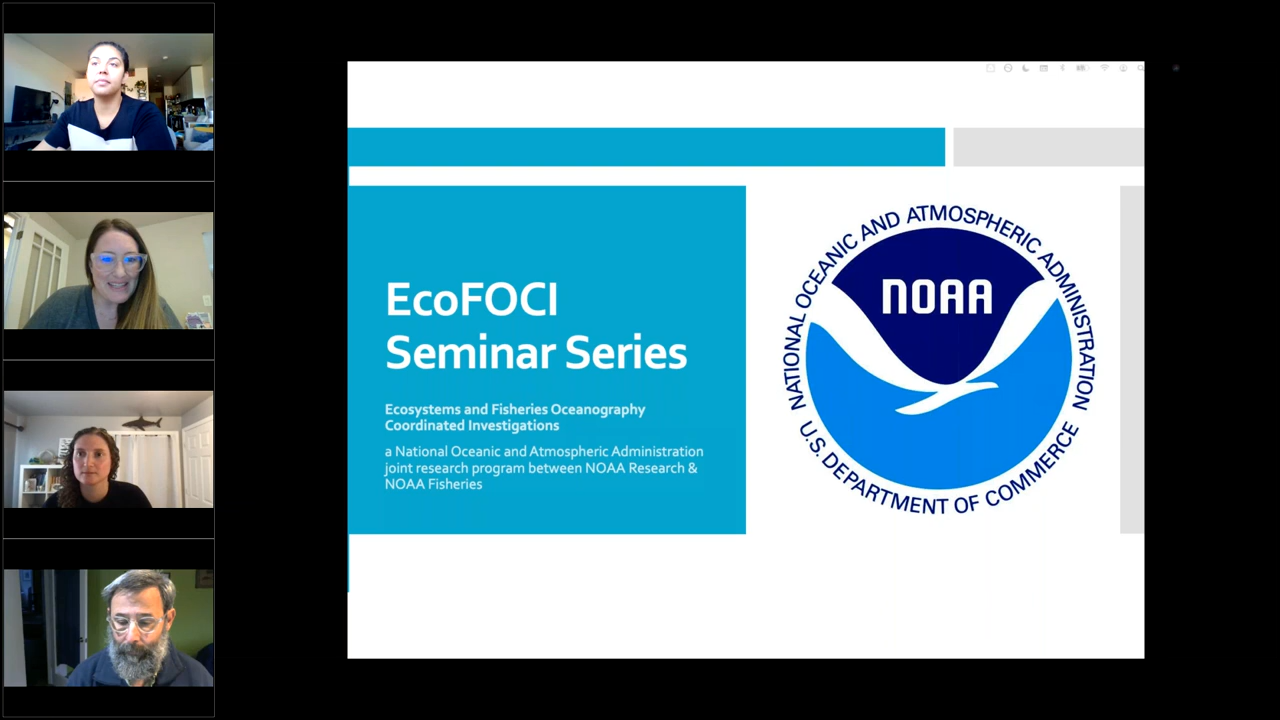 EcoFOCI
Seminar Series
Ecosystems and Fisheries Oceanography
Coordinated Investigations
a National Oceanic and Atmospheric Administration
joint research program between NOAA Research &
NOAA Fisheries
NATIONAL OCEANIC AND ATMOSPHERIC ADMINISTRATION
NOAA
U.S. DEPARTMENT OF COMMERCE